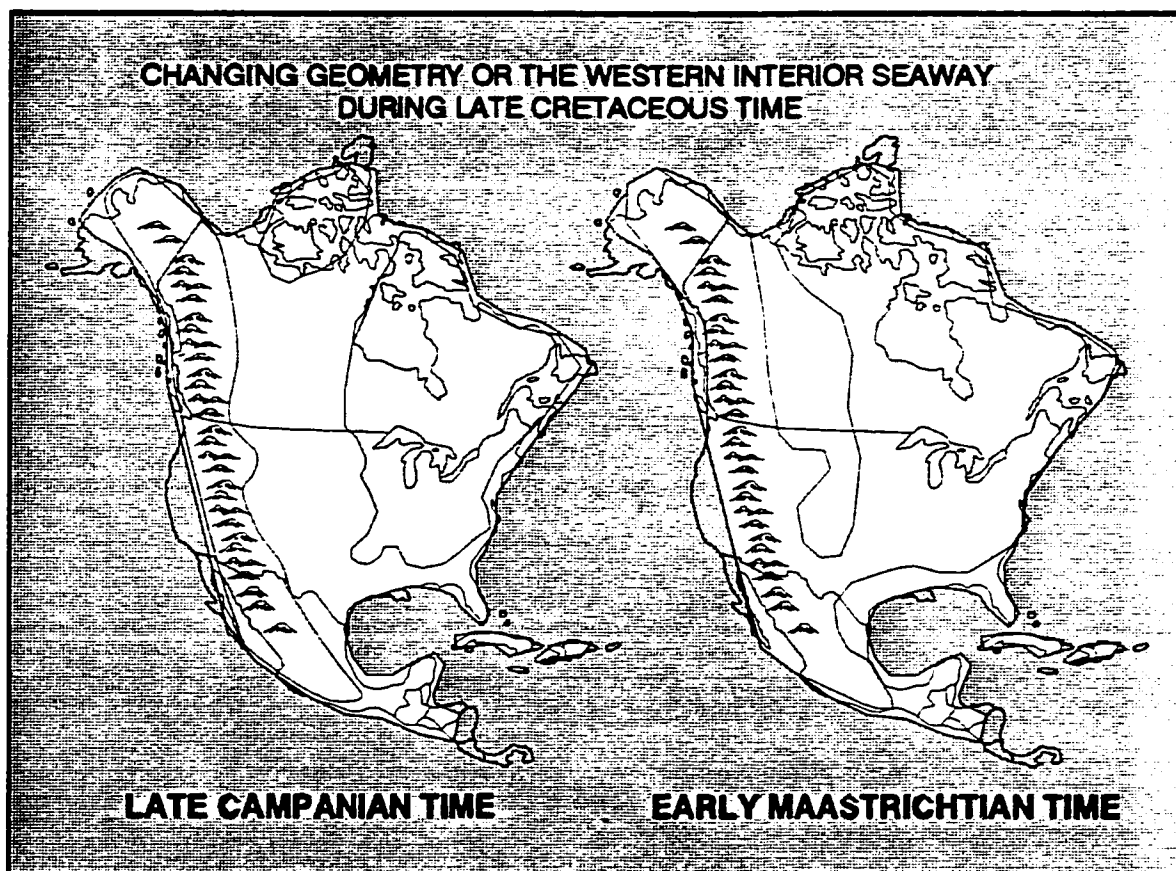 CHANGING GEOMETRY OR THE WESTERN INTERIOR SEAWAY
DURING LATE CRETACEOUS TIME
LATE CAMPANIAN TIME
EARLY MAASTRICHTIAN TIME